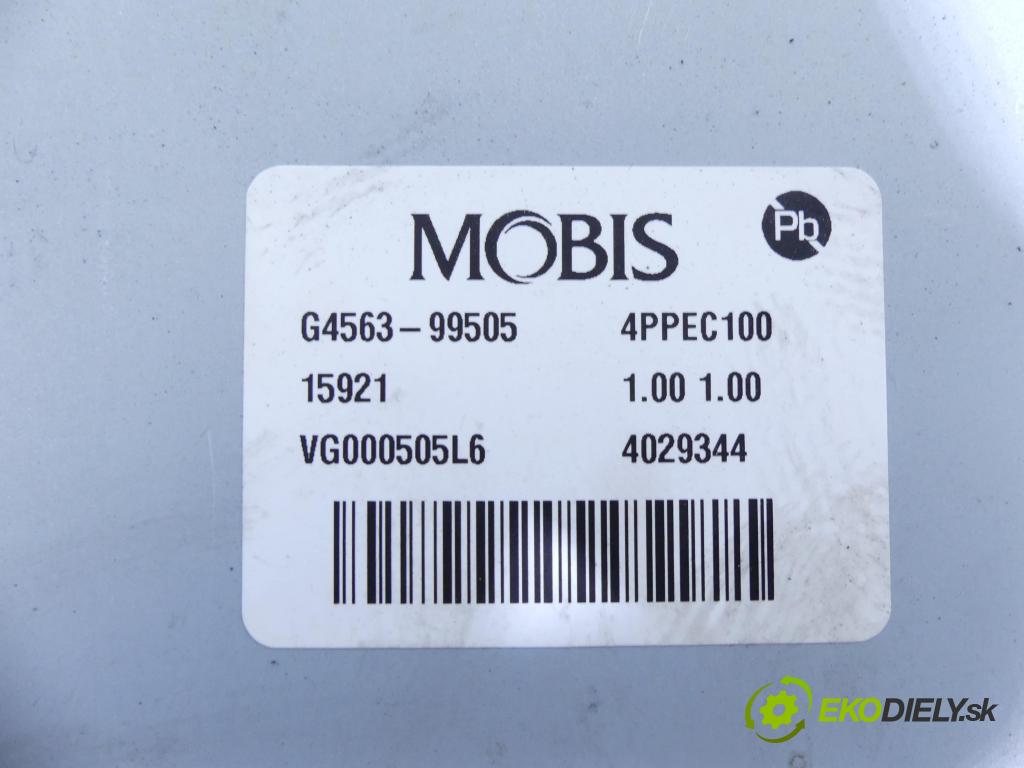 MOBIS
Pb
G4563-99505 4PPEC100
15921 1.00 1.00
VG000505L6 4029344
EKODIELY.sk